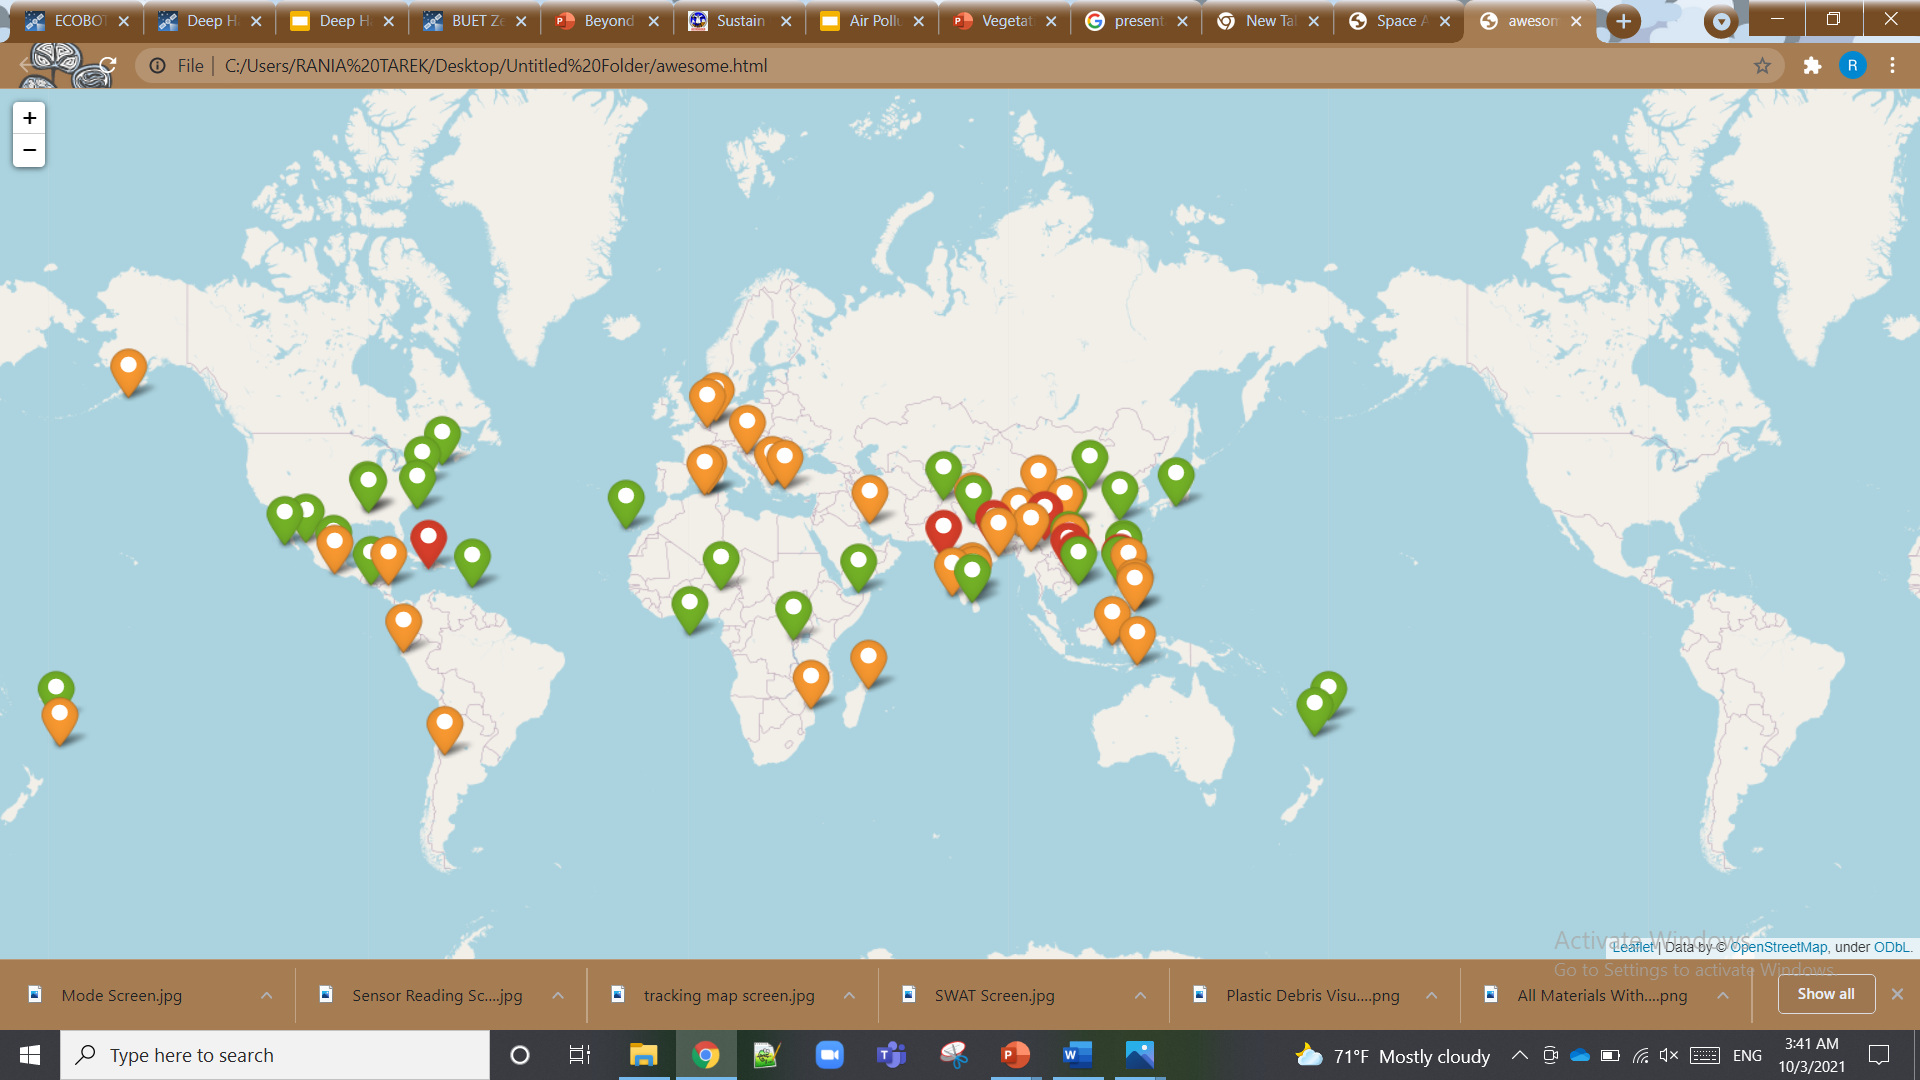 ECOBOT
Deep H
Deep H
BUET Ze
Beyond
Sustain
Air Pollu
Vegetat
present
New Tab
Space A
awesom
File
C:/Users/RANIA%20TAREK/Desktop/Untitled%20Folder/awesome.html
R
+
−
Activate Windows
Leaflet | Data by © OpenStreetMap, under ODbL.
Go to Settings to activate Windows.
Mode Screen.jpg
Sensor Reading Sc....jpg
tracking map screen.jpg
SWAT Screen.jpg
Plastic Debris Visu....png
All Materials With....png
Show all
Type here to search
71°F Mostly cloudy
ENG
3:41 AM
10/3/2021